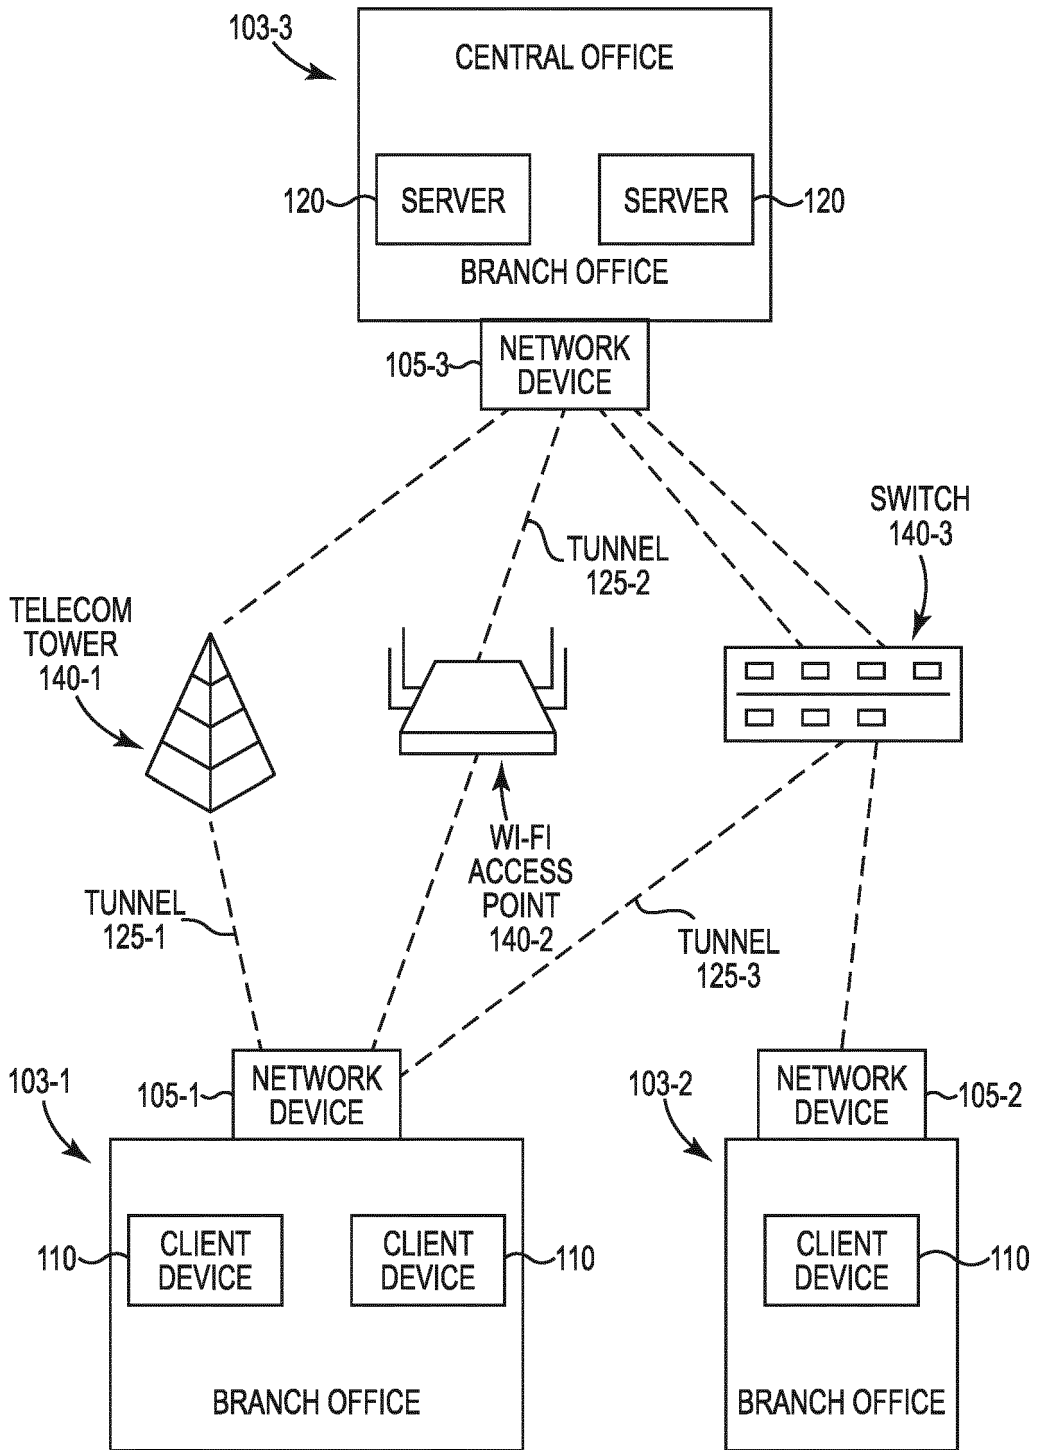 103-3
CENTRAL OFFICE
120
SERVER
SERVER
120
BRANCH OFFICE
105-3
NETWORK
DEVICE
SWITCH
140-3
TUNNEL
125-2
TELECOM
TOWER
140-1
WI-FI
ACCESS
POINT
140-2
TUNNEL
125-1
TUNNEL
125-3
103-1
105-1
NETWORK
DEVICE
103-2
NETWORK
DEVICE
105-2
110
CLIENT
DEVICE
CLIENT
DEVICE
110
CLIENT
DEVICE
110
BRANCH OFFICE
BRANCH OFFICE